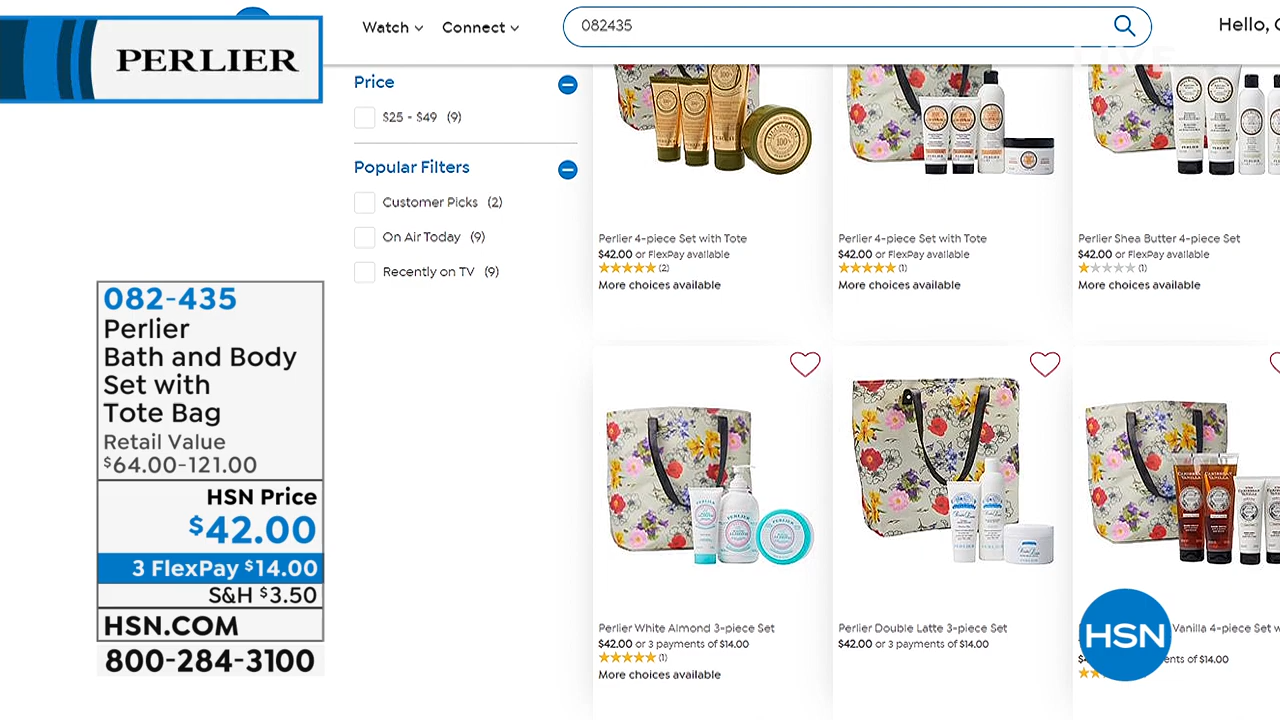 PERLIER
Watch
Connect
082435
Hello,
Price
$25 - $49 (9)
Popular Filters
Customer Picks (2)
On Air Today (9)
Recently on TV (9)
Perlier 4-piece Set with Tote
$42.00 or FlexPay available
(2)
More choices available
Perlier 4-piece Set with Tote
$42.00 or FlexPay available
(1)
More choices available
Perlier Shea Butter 4-piece Set
$42.00 or FlexPay available
(1)
More choices available
082-435
Perlier
Bath and Body
Set with
Tote Bag
Retail Value
$64.00-121.00
HSN Price
$42.00
3 FlexPay $14.00
S&H $3.50
HSN.COM
800-284-3100
PERLIER
Perlier White Almond 3-piece Set
$42.00 or 3 payments of $14.00
(1)
More choices available
Perlier Double Latte 3-piece Set
$42.00 or 3 payments of $14.00
Vanilla 4-piece Set
of $14.00
HSN